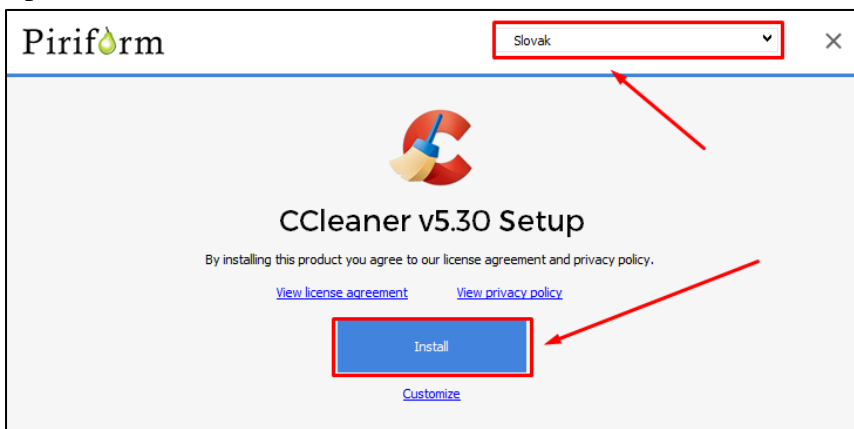 Piriform
Slovak
CCleaner v5.30 Setup
By installing this product you agree to our license agreement and privacy policy.
View license agreement View privacy policy
Install
Customize